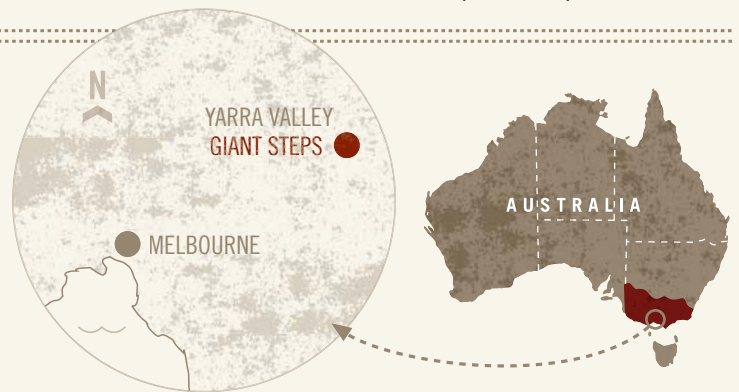 N
YARRA VALLEY
GIANT STEPS
MELBOURNE
AUSTRALIA